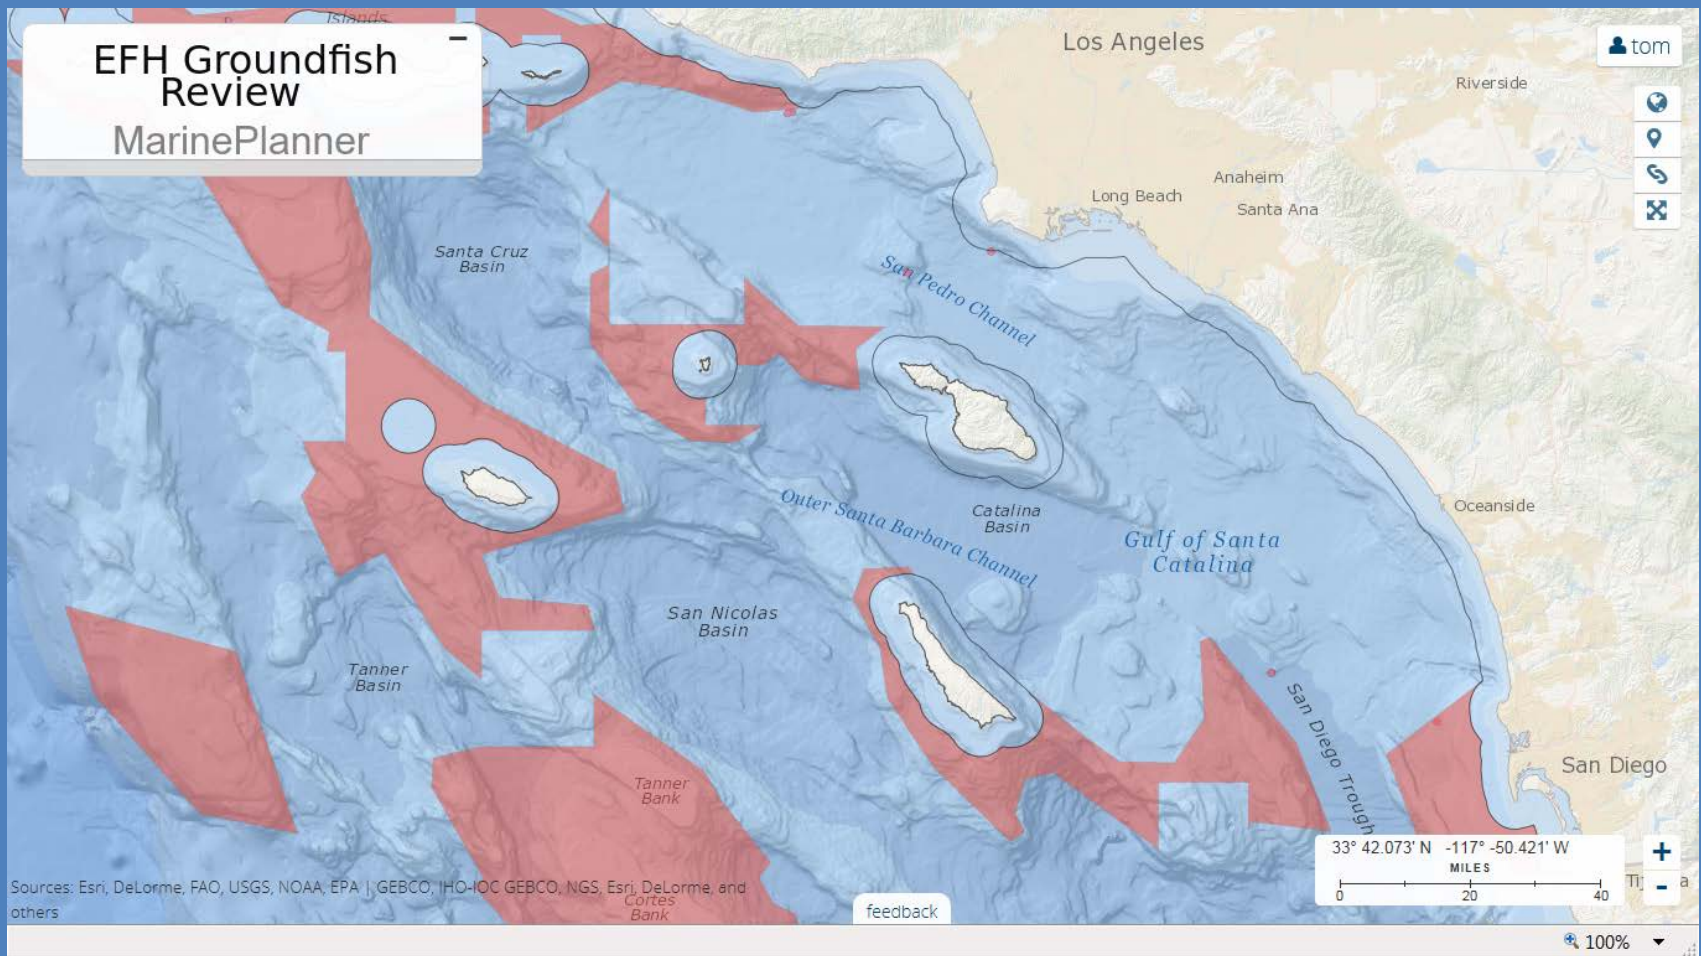 Islands
EFH Groundfish
Review
MarinePlanner
Los Angeles
tom
Riverside
Anaheim
Long Beach
Santa Ana
Santa Cruz
Basin
San Pedro Channel
Outer Santa Barbara Channel
Catalina
Basin
Oceanside
Gulf of Santa
Catalina
San Nicolas
Basin
Tanner
Basin
San Diego Trough
San Diego
Tanner
Bank
33° 42.073' N -117° -50.421' W
MILES
0 20 40
Sources: Esri, DeLorme, FAO, USGS, NOAA, EPA | GEBCO, IHO-IOC GEBCO, NGS, Esri, DeLorme, and
others
Cortes
Bank
feedback
100%